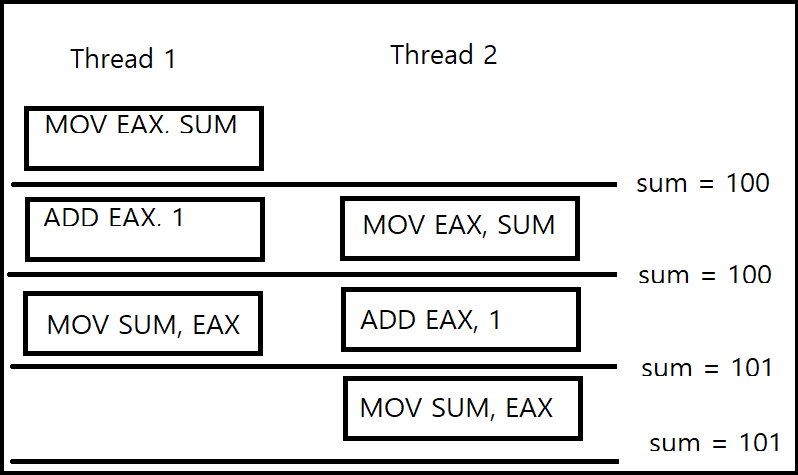 Thread 1
Thread 2
MOV EAX. SUM
sum = 100
ADD EAX. 1
MOV EAX, SUM
sum = 100
MOV SUM, EAX
ADD EAX, 1
sum = 101
MOV SUM, EAX
sum = 101